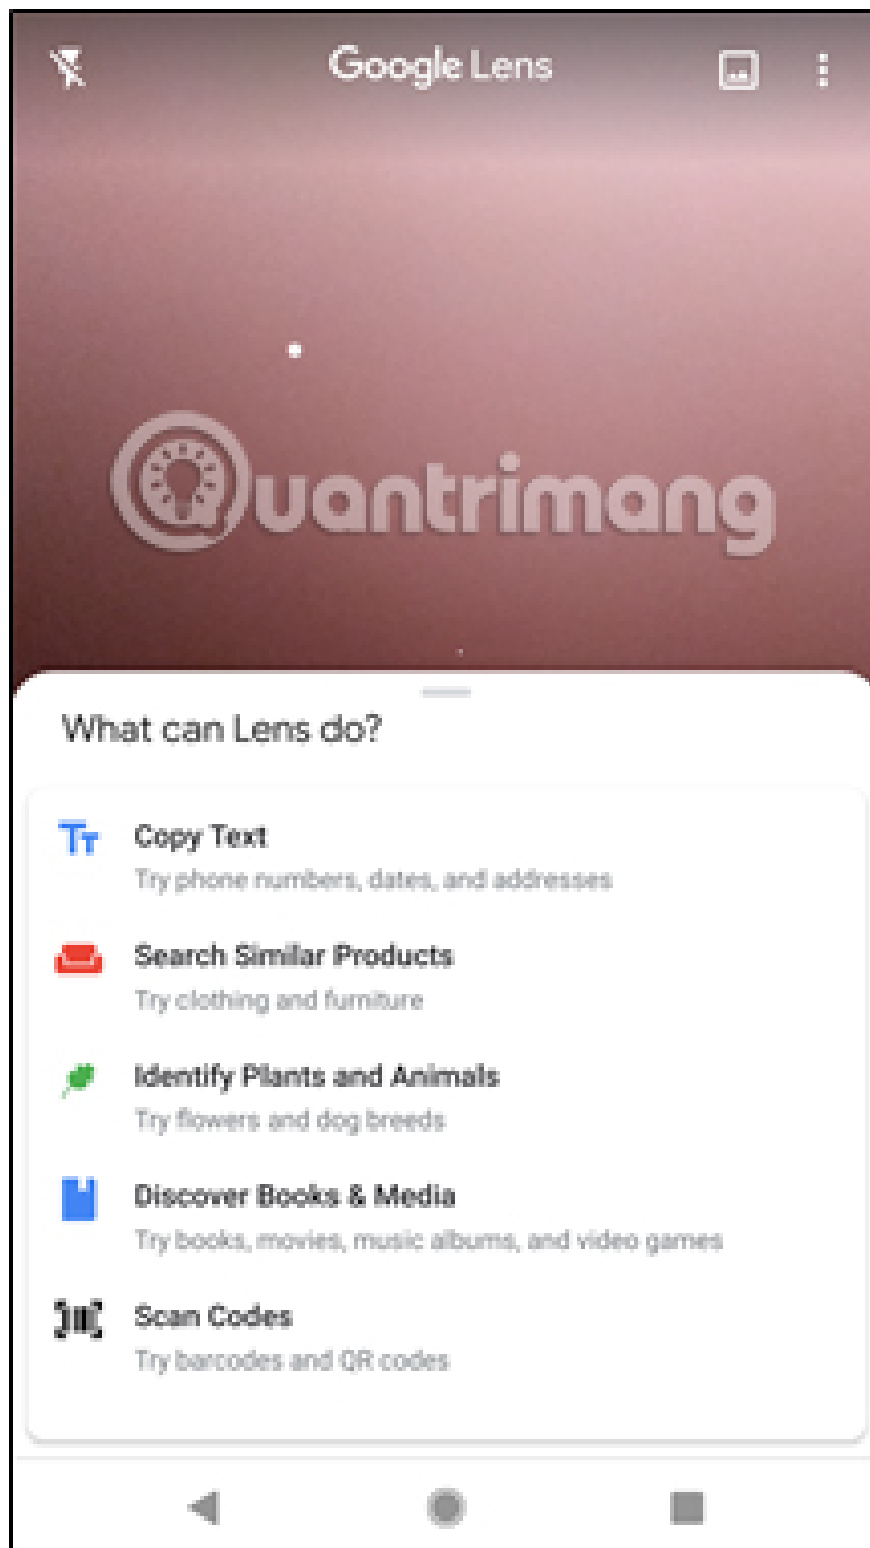 Google Lens
Quantrimang
What can Lens do?
Copy Text
Try phone numbers, dates, and addresses
Search Similar Products
Try clothing and furniture
Identify Plants and Animals
Try flowers and dog breeds
Discover Books & Media
Try books, movies, music albums, and video games
Scan Codes
Try barcodes and QR codes